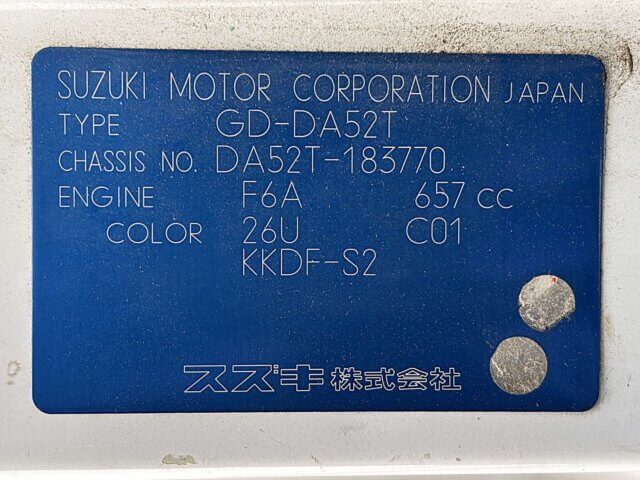 SUZUKI MOTOR CORPORATION JAPAN
TYPE GD-DA52T
CHASSIS NO. DA52T-183770
ENGINE F6A 657 CC
COLOR 26U C01
KKDF-S2
スズキ株式会社